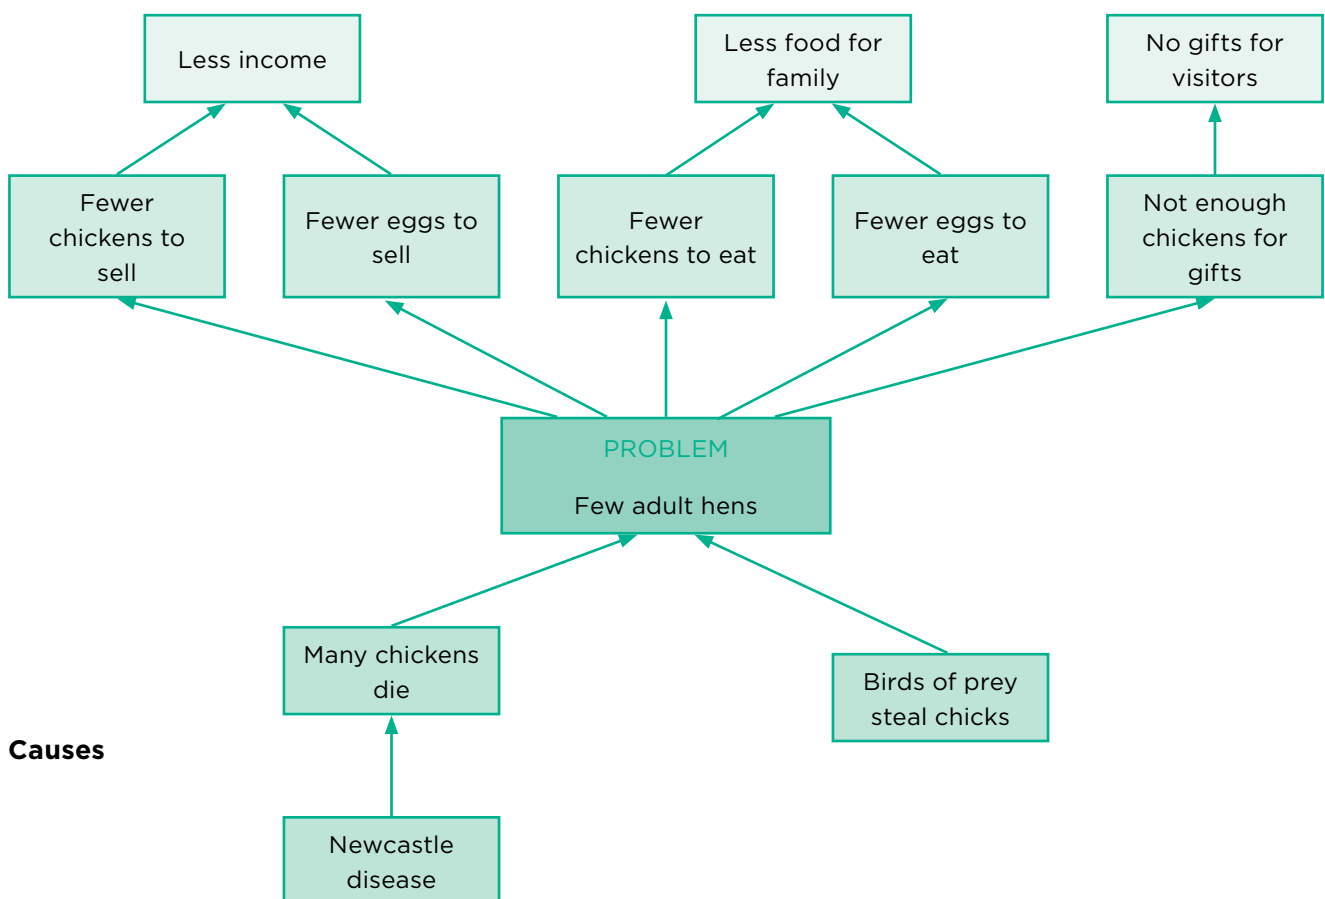 Less income
Less food for
family
No gifts for
visitors
Fewer
chickens to
sell
Fewer eggs to
sell
Fewer
chickens to eat
Fewer eggs to
eat
Not enough
chickens for
gifts
PROBLEM
Few adult hens
Many chickens
die
Birds of prey
steal chicks
Causes
Newcastle
disease